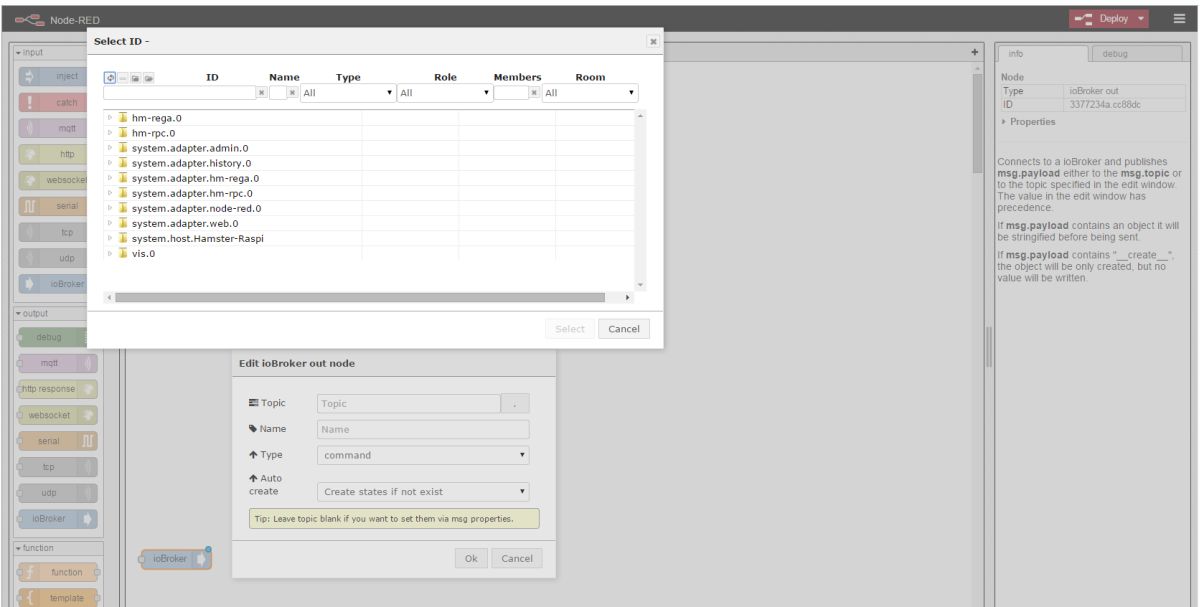 Node-RED
Deploy
Select ID -
ID Name Type Role Members Room
All All All
hm-rega.0
hm-rpc.0
system.adapter.admin.0
system.adapter.history.0
system.adapter.hm-rega.0
system.adapter.hm-rpc.0
system.adapter.node-red.0
system.adapter.web.0
system.host.Hamster-Raspi
vis.0
Select Cancel
input
inject
catch
mqtt
http
websocket
serial
tcp
udp
ioBroker
output
debug
mqtt
http response
websocket
serial
tcp
udp
ioBroker
function
function
template
Edit ioBroker out node
Topic Topic .
Name Name
Type command
Auto
create Create states if not exist
Tip: Leave topic blank if you want to set them via msg properties.
Ok Cancel
ioBroker
info debug
Node
Type ioBroker out
ID 3377234a.cc88dc
Properties
Connects to a ioBroker and publishes
msg.payload either to the msg.topic or
to the topic specified in the edit window.
The value in the edit window has
precedence.
If msg.payload contains an object it will
be stringified before being sent.
If msg.payload contains "__create__",
the object will be only created, but no
value will be written.